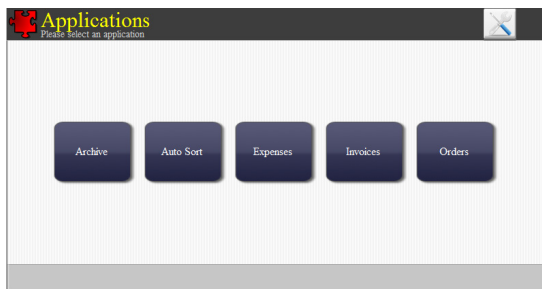 Applications
Please select an application
Archive
Auto Sort
Expenses
Invoices
Orders